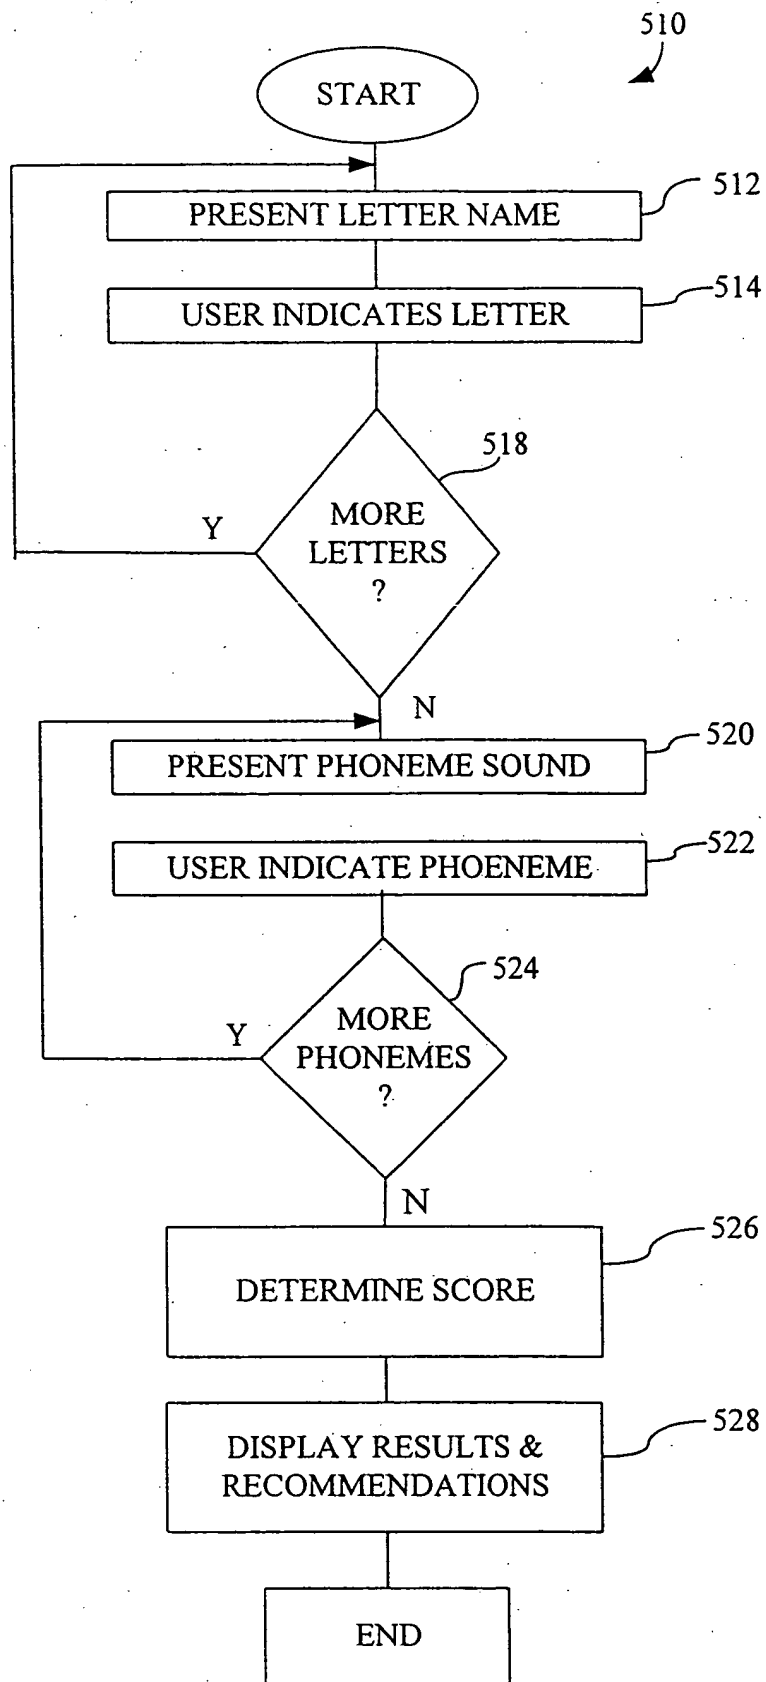 510
START
512
PRESENT LETTER NAME
514
USER INDICATES LETTER
518
MORE
LETTERS
?
Y
N
520
PRESENT PHONEME SOUND
522
USER INDICATE PHOENEME
524
MORE
PHONEMES
?
Y
N
526
DETERMINE SCORE
528
DISPLAY RESULTS &
RECOMMENDATIONS
END